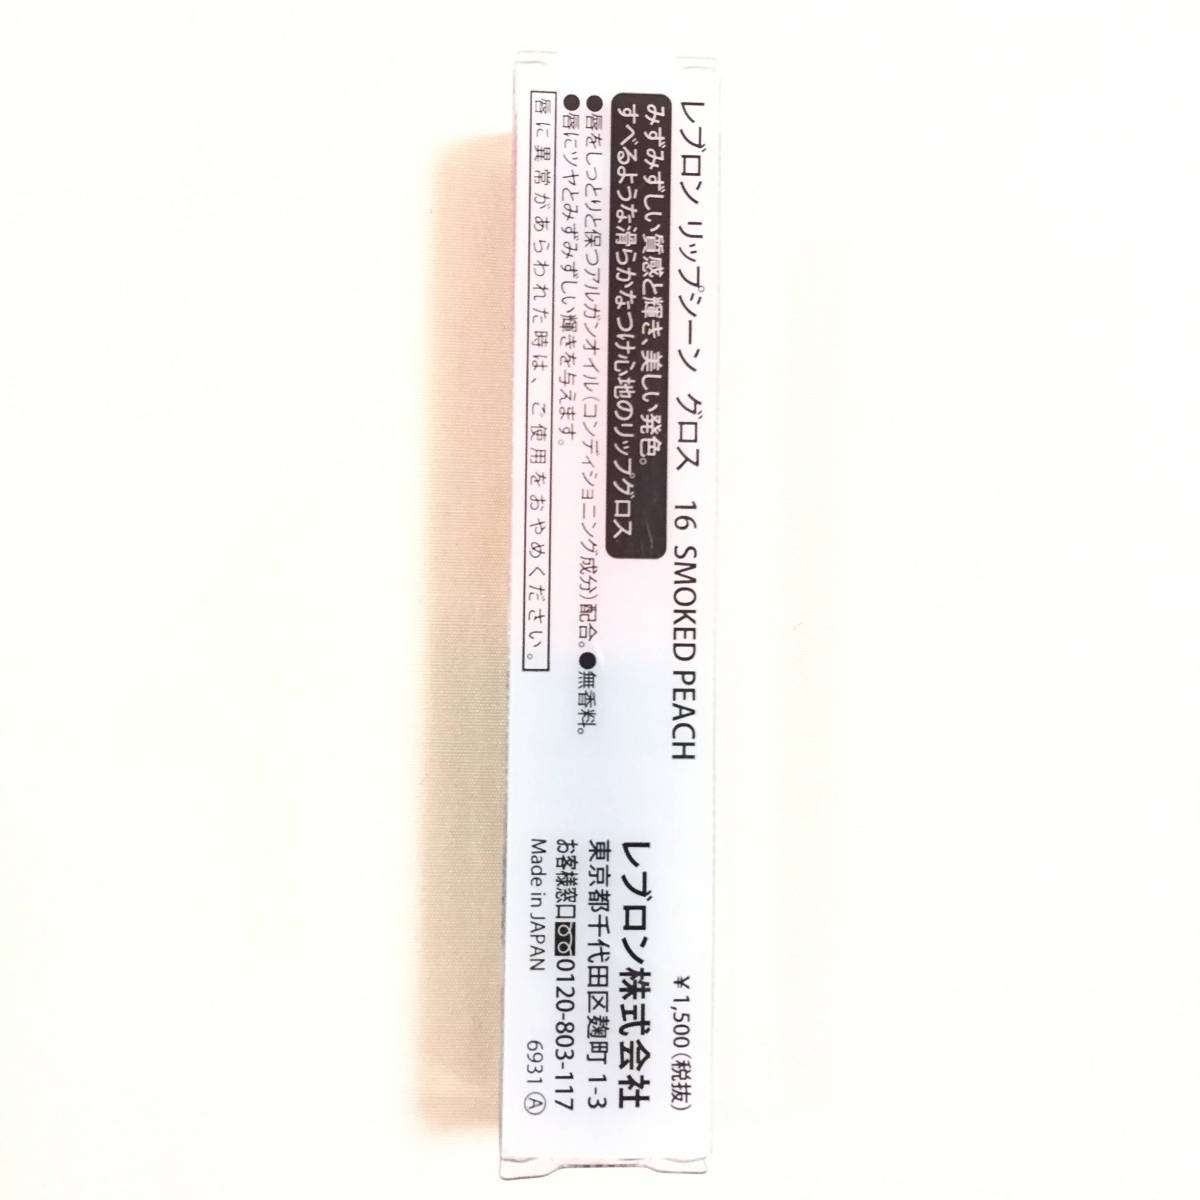 レブロン リップシーン グロス 16 SMOKED PEACH
¥1,500(税抜)
みずみずしい質感と輝き、美しい発色。
すべるような滑らかなつけ心地のリップグロス
●唇をしっとりと保つアルガンオイル(コンディショニング成分)配合。●無香料。
●唇にツヤとみずみずしい輝きを与えます。
唇に異常があらわれた時は、ご使用をおやめください。
レブロン株式会社
東京都千代田区麹町 1-3
お客様窓口 0120-803-117
Made in JAPAN 6931 Ⓐ